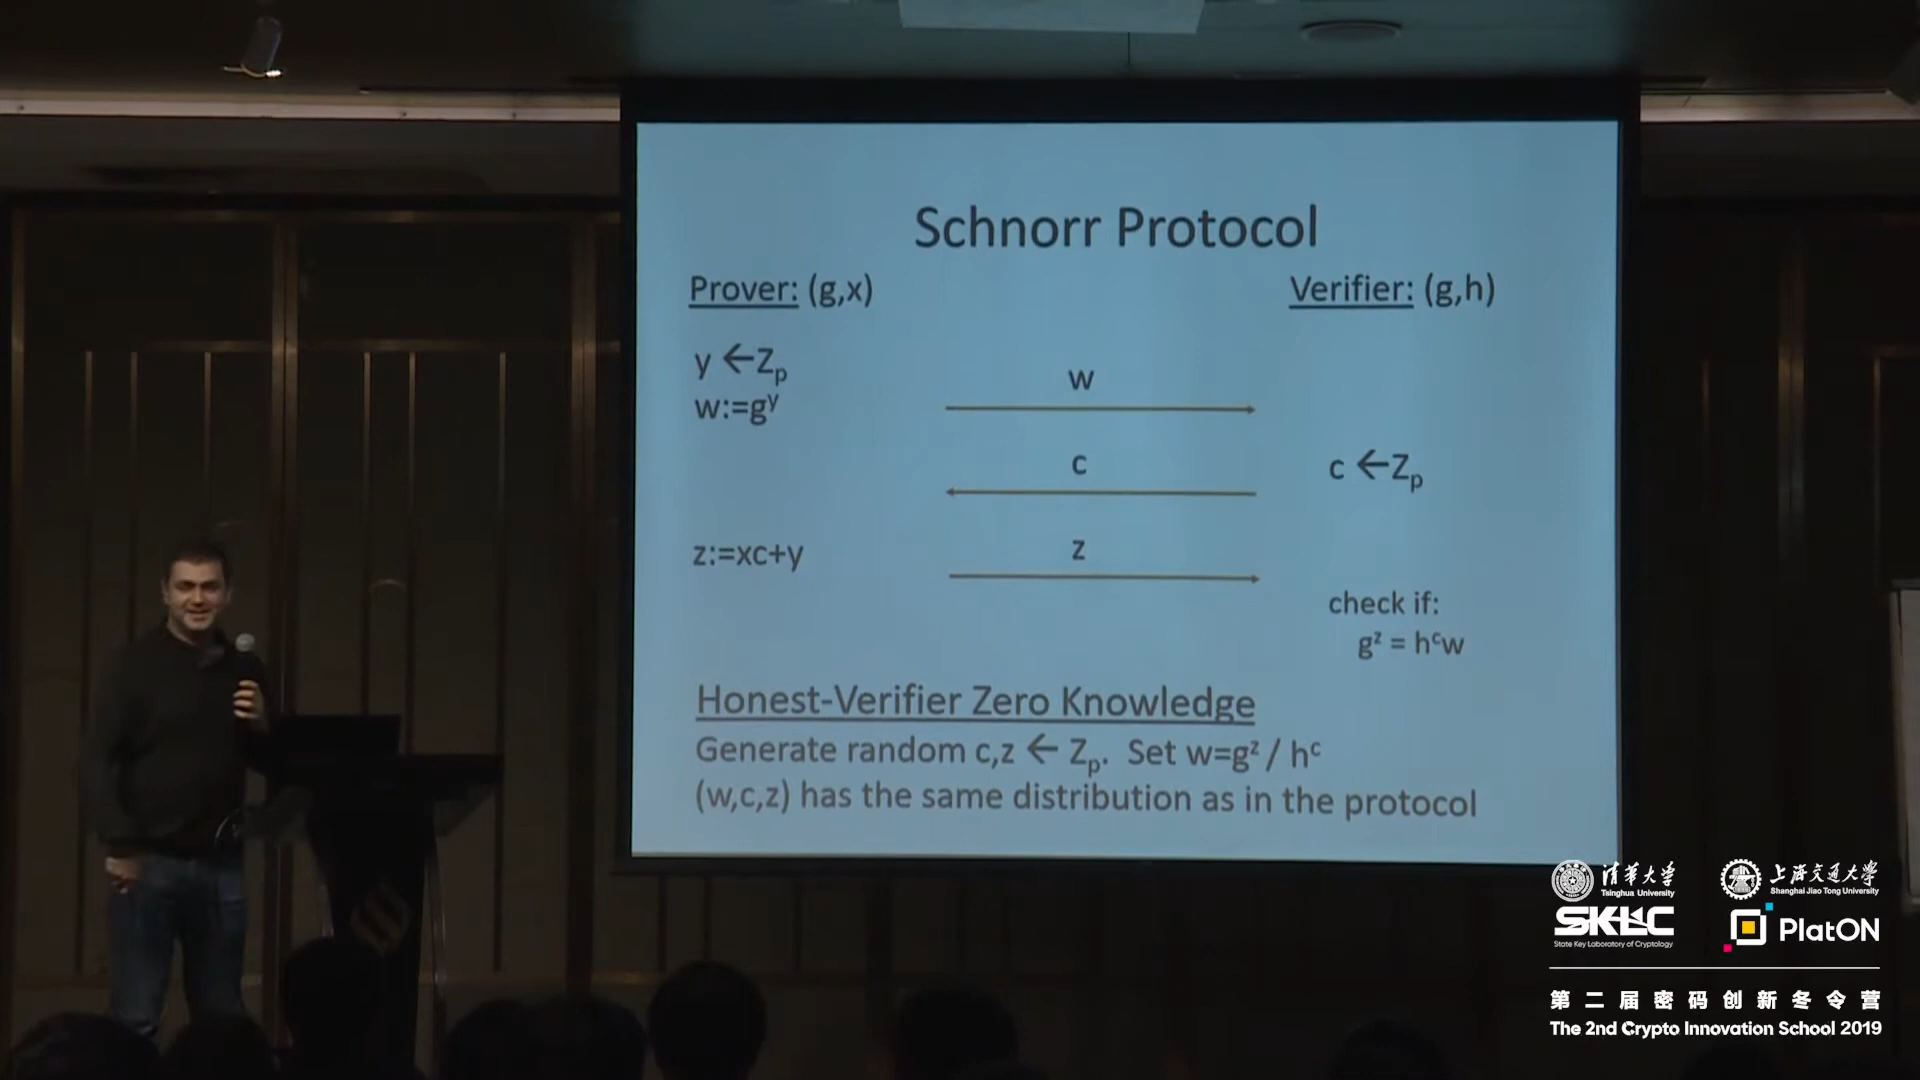 Schnorr Protocol
Prover: (g,x)
Verifier: (g,h)
y ←Zₚ
w:=gʸ
w
c
c ←Zₚ
z:=xc+y
z
check if:
gᶻ = hᶜw
Honest-Verifier Zero Knowledge
Generate random c,z ← Zₚ. Set w=gᶻ / hᶜ
(w,c,z) has the same distribution as in the protocol
清華大学
Tsinghua University
上海交通大学
Shanghai Jiao Tong University
SKLC
State Key Laboratory of Cryptology
PlatON
第二届密码创新冬令营
The 2nd Crypto Innovation School 2019